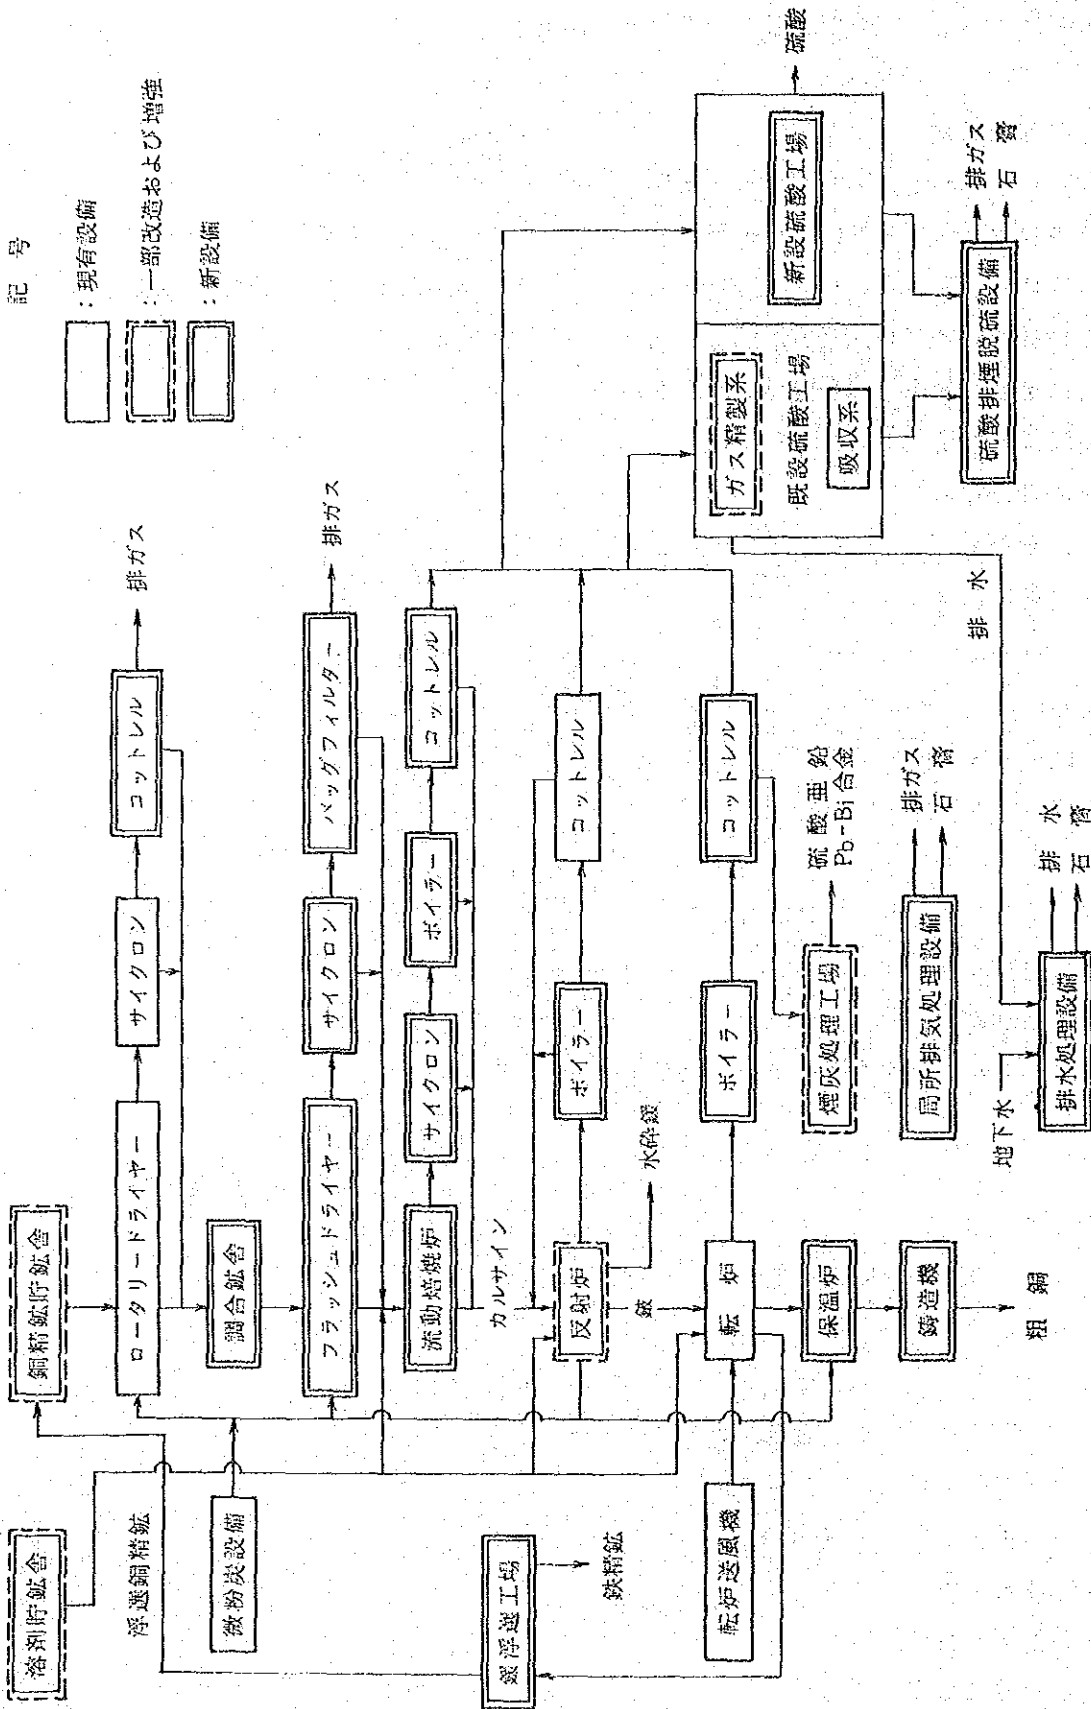 記号
：現有設備
：一部改造および増強
：新設備
溶剤貯鉱舎
銅精鉱貯鉱舎
浮選銅精鉱
微粉炭設備
ロータリードライヤー
サイクロン
コットレル
排ガス
調合鉱舎
フラッシュドライヤー
サイクロン
バッグフィルター
排ガス
流動焙焼炉
サイクロン
ボイラー
コットレル
カルサイン
鍰浮選工場
鉄精鉱
反射炉
ボイラー
コットレル
水砕鍰
鈹
転炉送風機
転炉
ボイラー
コットレル
煙灰処理工場
硫酸亜鉛
Pb-Bi合金
保温炉
鋳造機
粗銅
局所排気処理設備
排ガス
石膏
ガス精製系
既設硫酸工場
吸収系
新設硫酸工場
硫酸
硫酸排煙脱硫設備
排ガス
石膏
排水
地下水
排水処理設備
排水
石膏